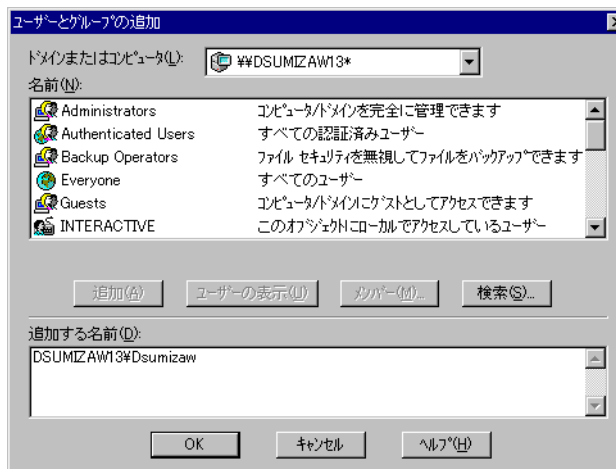 ユーザーとグループの追加
ドメインまたはコンピュータ(L): ¥¥DSUMIZAW13*
名前(N):
Administrators コンピュータ/ドメインを完全に管理できます
Authenticated Users すべての認証済みユーザー
Backup Operators ファイル セキュリティを無視してファイルをバックアップできます
Everyone すべてのユーザー
Guests コンピュータ/ドメインにゲストとしてアクセスできます
INTERACTIVE このオブジェクトにローカルでアクセスしているユーザー
追加(A) ユーザーの表示(U) メンバー(M)... 検索(S)...
追加する名前(D):
DSUMIZAW13¥Dsumizaw
OK キャンセル ヘルプ(H)